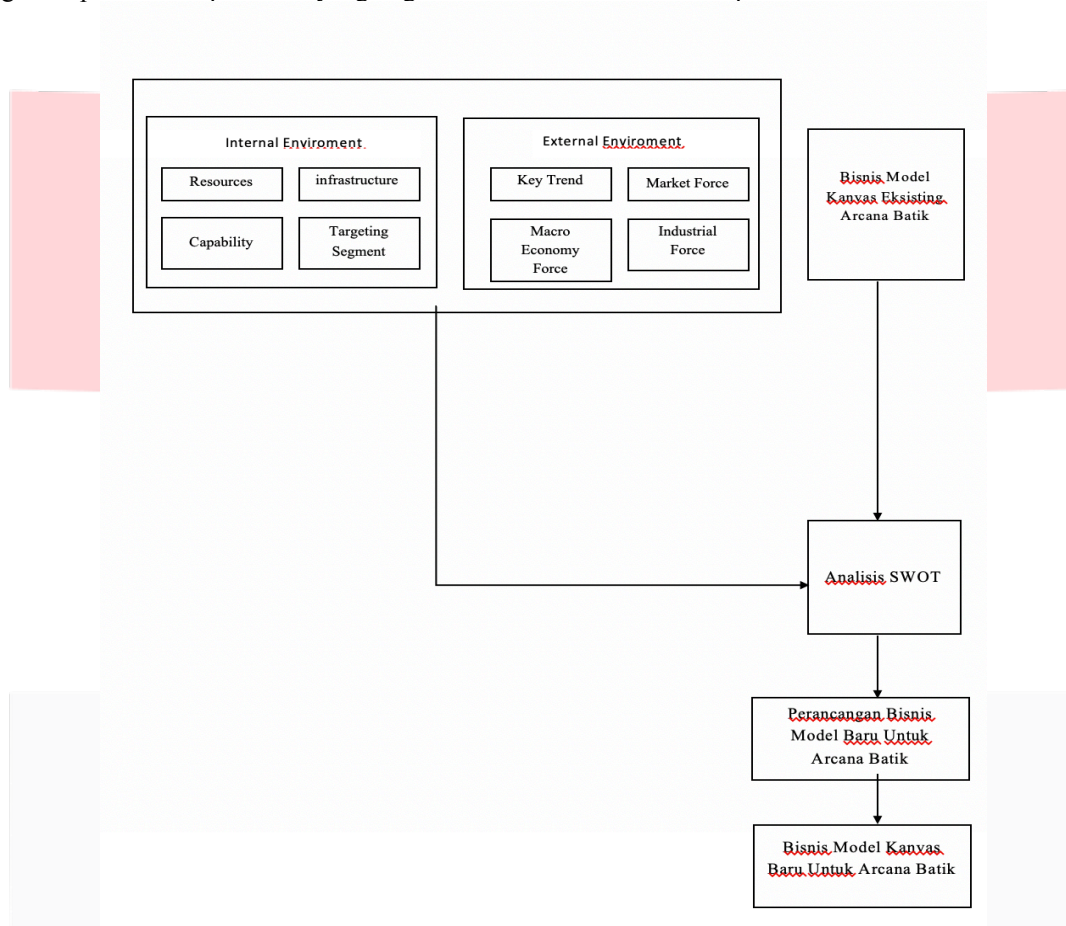 Internal Enviroment
Resources
infrastructure
Capability
Targeting
Segment
External Enviroment
Key Trend
Market Force
Macro
Economy
Force
Industrial
Force
Bisnis Model
Kanvas Eksisting
Arcana Batik
Analisis SWOT
Perancangan Bisnis
Model Baru Untuk
Arcana Batik
Bisnis Model Kanvas
Baru Untuk Arcana Batik